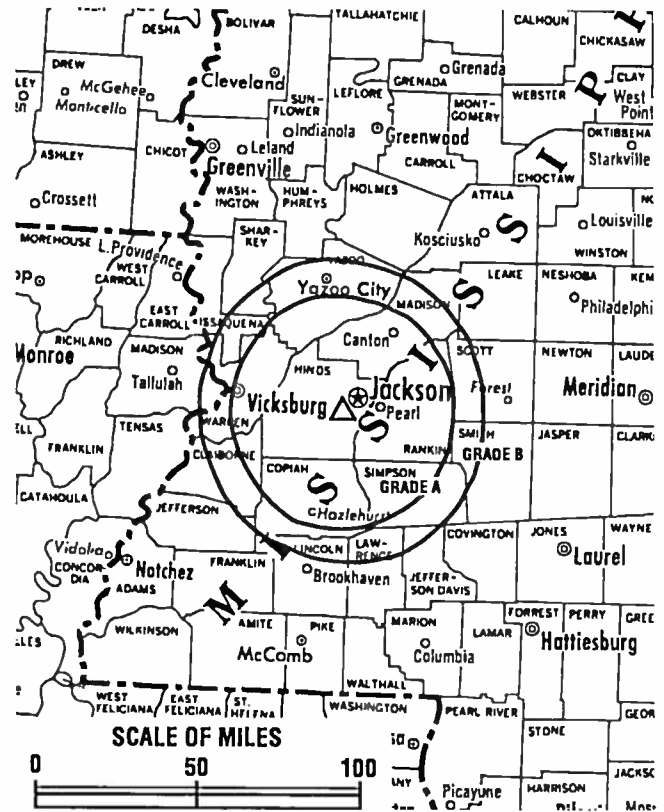 DESHA
BOLIVAR
TALLAHATCHIE
CALHOUN
CHICKASAW
DREW
McGehee
Monticello
Cleveland
SUN-
FLOWER
LEFLORE
GRENADA
Grenada
MONT-
GOMERY
WEBSTER
CLAY
West
Point
P
ASHLEY
CHICOT
Leland
Indianola
Greenwood
CARROLL
OKTIBBEHA
Starkville
I
Greenville
WASH-
INGTON
HUM-
PHREYS
HOLMES
ATTALA
CHOCTAW
Crossett
SHAR-
KEY
Kosciusko
S
Louisville
WINSTON
MOREHOUSE
L. Providence
WEST
CARROLL
YAZOO
Yazoo City
MADISON
LEAKE
NESHOBA
KEM
Philadelphi
S
EAST
CARROLL
ISSAQUENA
Canton
RICHLAND
Monroe
MADISON
Tallulah
HINDS
I
SCOTT
Forest
NEWTON
LAUDE
Meridian
Vicksburg
Jackson
Pearl
S
WARREN
TENSAS
FRANKLIN
CLAIBORNE
COPIAH
SIMPSON
RANKIN
SMITH
GRADE B
JASPER
CLARK
GRADE A
CATAHOULA
JEFFERSON
S
Hazlehurst
Vidalia
CONCOR-
DIA
Natchez
ADAMS
FRANKLIN
I
LINCOLN
Brookhaven
LAW-
RENCE
COVINGTON
JEFFER-
SON DAVIS
JONES
Laurel
WAYNE
M
WILKINSON
AMITE
PIKE
McComb
MARION
Columbia
LAMAR
FORREST
PERRY
GREE
Hattiesburg
WALTHALL
WEST
FELICIANA
EAST
FELICIANA
ST.
HELENA
WASHINGTON
PEARL RIVER
STONE
GEOR
SCALE OF MILES
0
50
100
JACKSO
HARRISON
Picayune